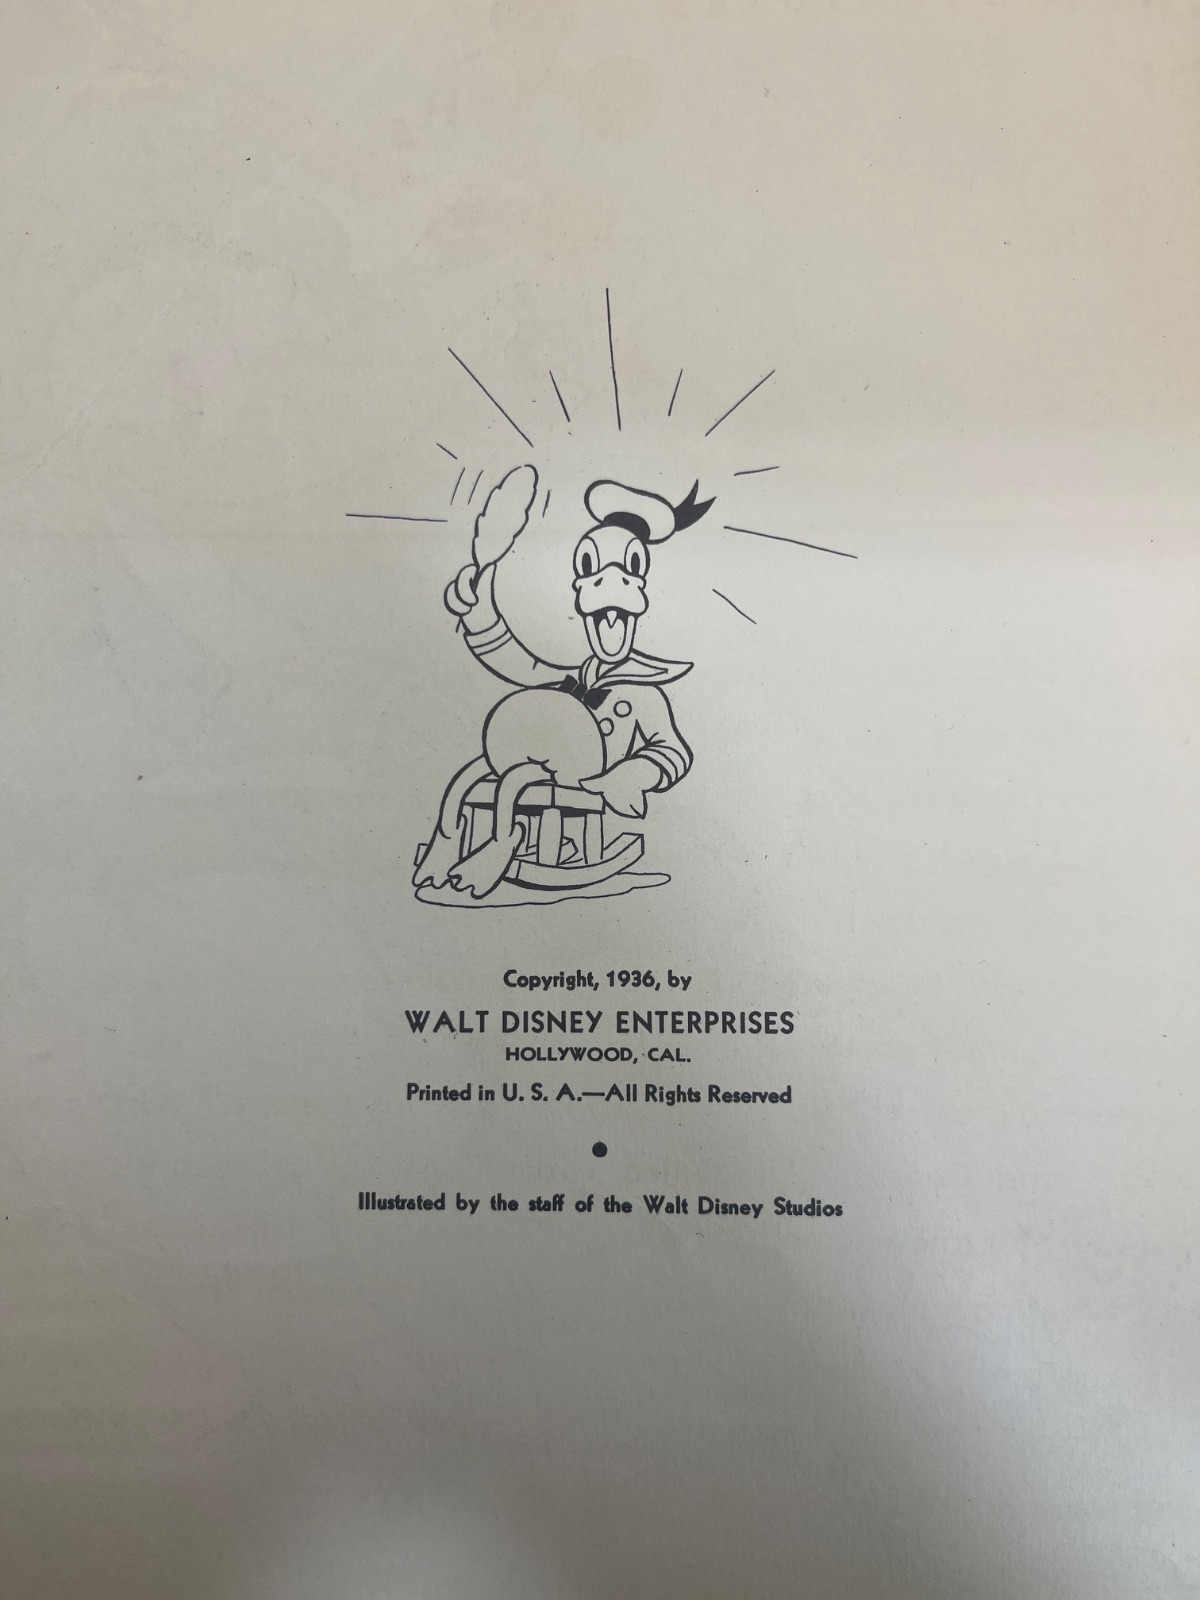 Copyright, 1936, by
WALT DISNEY ENTERPRISES
HOLLYWOOD, CAL.
Printed in U. S. A.—All Rights Reserved
Illustrated by the staff of the Walt Disney Studios